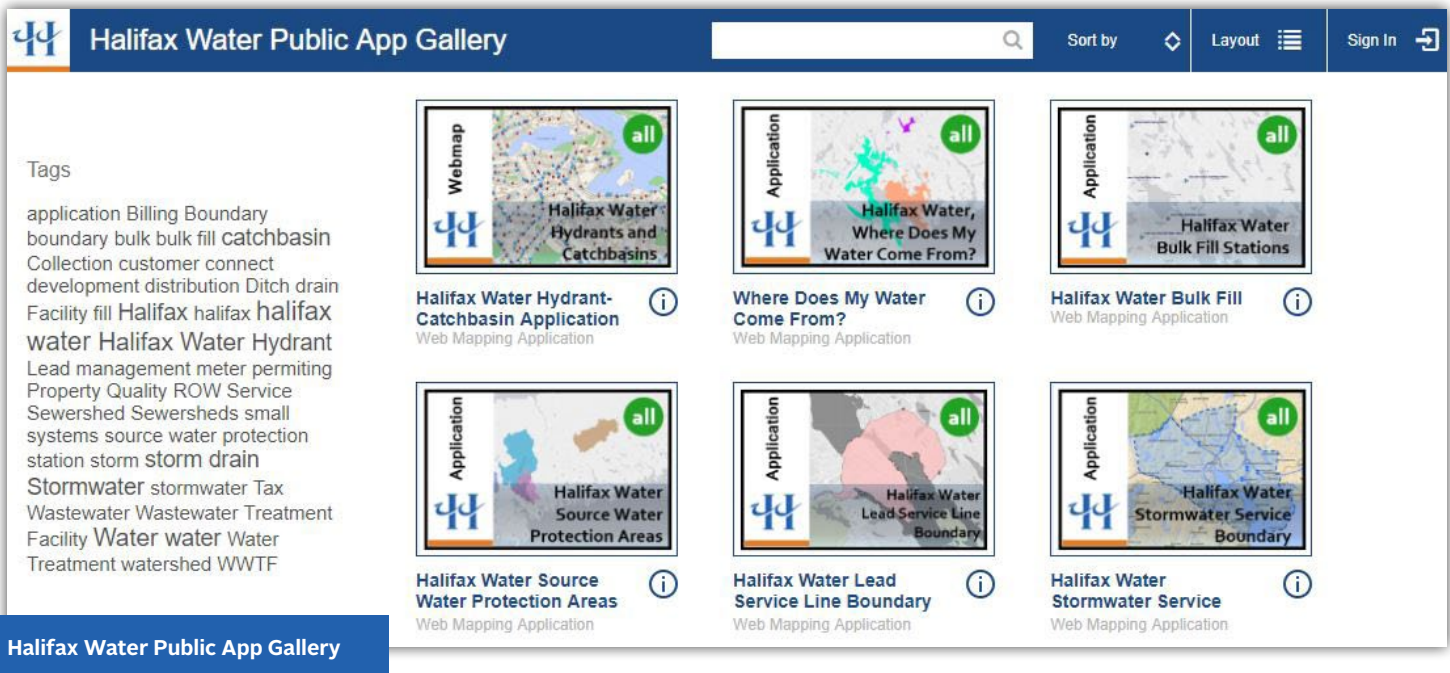 Halifax Water Public App Gallery
Sort by
Layout
Sign In
Tags
application Billing Boundary
boundary bulk bulk fill catchbasin
Collection customer connect
development distribution Ditch drain
Facility fill Halifax halifax halifax
water Halifax Water Hydrant
Lead management meter permiting
Property Quality ROW Service
Sewershed Sewersheds small
systems source water protection
station storm storm drain
Stormwater stormwater Tax
Wastewater Wastewater Treatment
Facility Water water Water
Treatment watershed WWTF
Webmap
all
Halifax Water
Hydrants and
Catchbasins
Halifax Water Hydrant-
Catchbasin Application
Web Mapping Application
Application
all
Halifax Water,
Where Does My
Water Come From?
Where Does My Water
Come From?
Web Mapping Application
Application
all
Halifax Water
Bulk Fill Stations
Halifax Water Bulk Fill
Web Mapping Application
Application
all
Halifax Water
Source Water
Protection Areas
Halifax Water Source
Water Protection Areas
Web Mapping Application
Application
all
Halifax Water
Lead Service Line
Boundary
Halifax Water Lead
Service Line Boundary
Web Mapping Application
Application
all
Halifax Water
Stormwater Service
Boundary
Halifax Water
Stormwater Service
Web Mapping Application
Halifax Water Public App Gallery